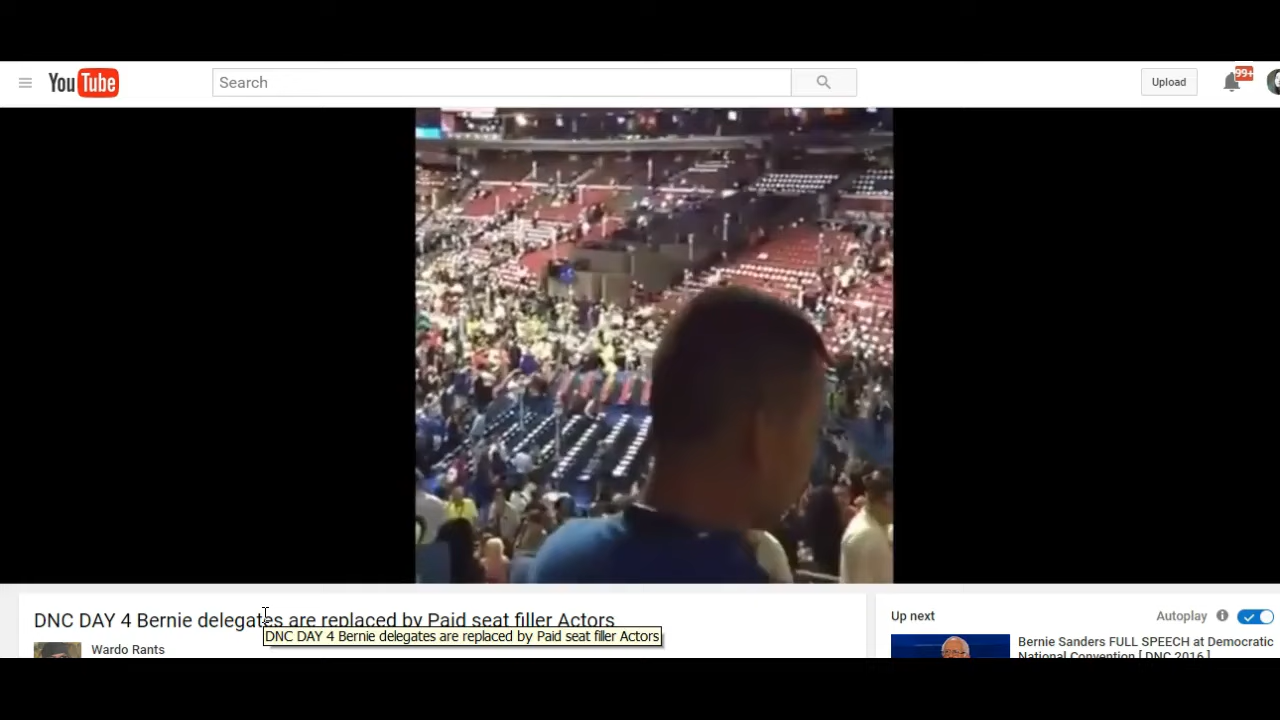 YouTube
Search
Upload
99+
DNC DAY 4 Bernie delegates are replaced by Paid seat filler Actors
DNC DAY 4 Bernie delegates are replaced by Paid seat filler Actors
Wardo Rants
Up next
Autoplay
Bernie Sanders FULL SPEECH at Democratic
National Convention [ DNC 2016 ]